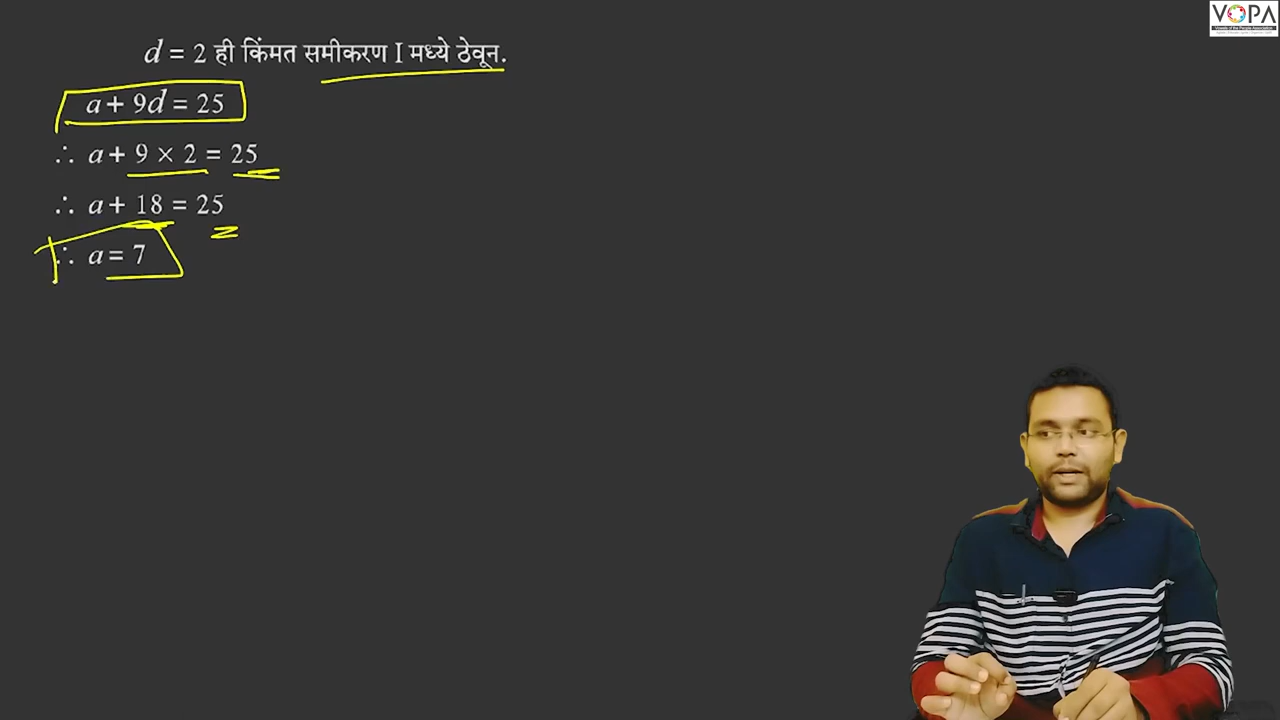 VOPA
d = 2 ही किंमत समीकरण I मध्ये ठेवून.
a + 9d = 25
∴ a + 9 × 2 = 25
∴ a + 18 = 25
∴ a = 7